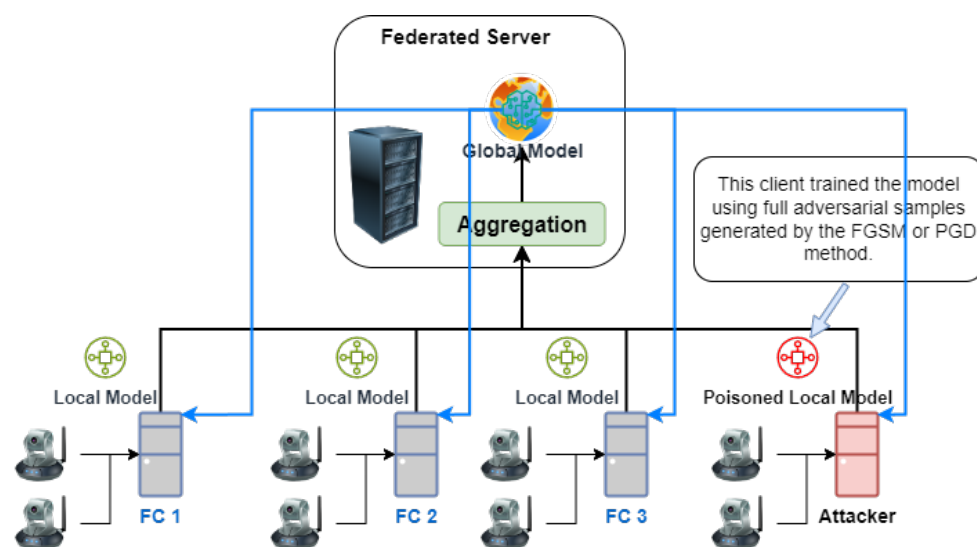 Federated Server
Global Model
Aggregation
This client trained the model
using full adversarial samples
generated by the FGSM or PGD
method.
Local Model
Local Model
Local Model
Poisoned Local Model
FC 1
FC 2
FC 3
Attacker